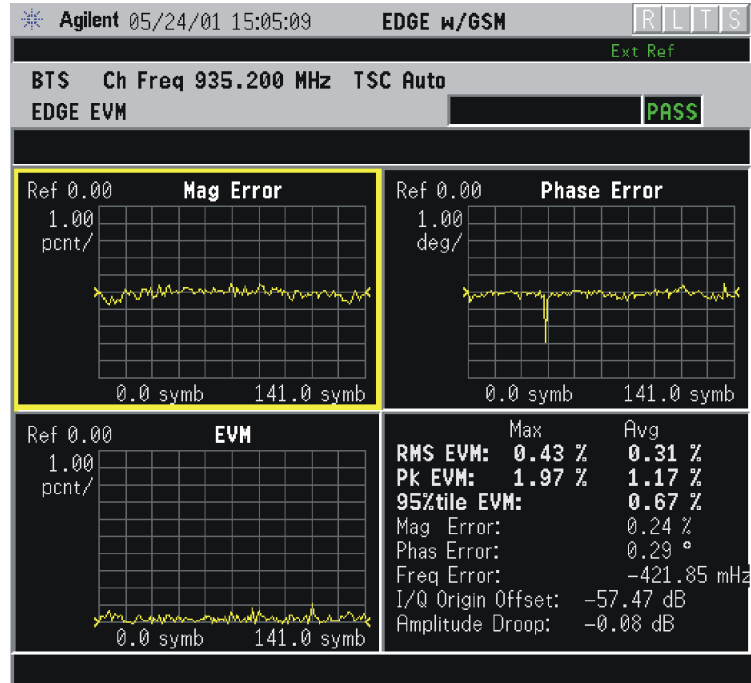 Agilent 05/24/01 15:05:09 EDGE w/GSM R L T S
Ext Ref
BTS Ch Freq 935.200 MHz TSC Auto
EDGE EVM PASS
Ref 0.00 Mag Error
1.00
pcnt/
0.0 symb 141.0 symb
Ref 0.00 Phase Error
1.00
deg/
0.0 symb 141.0 symb
Ref 0.00 EVM
1.00
pcnt/
0.0 symb 141.0 symb
Max Avg
RMS EVM: 0.43 % 0.31 %
Pk EVM: 1.97 % 1.17 %
95%tile EVM: 0.67 %
Mag Error: 0.24 %
Phas Error: 0.29 °
Freq Error: -421.85 mHz
I/Q Origin Offset: -57.47 dB
Amplitude Droop: -0.08 dB